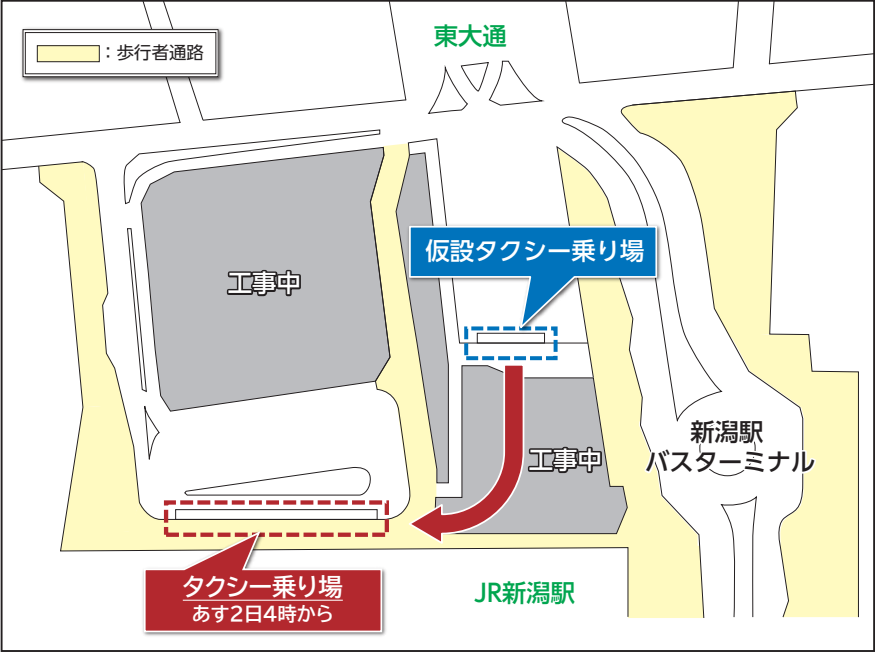 ：歩行者通路
東大通
仮設タクシー乗り場
工事中
新潟駅
バスターミナル
工事中
タクシー乗り場
あす2日4時から
JR新潟駅